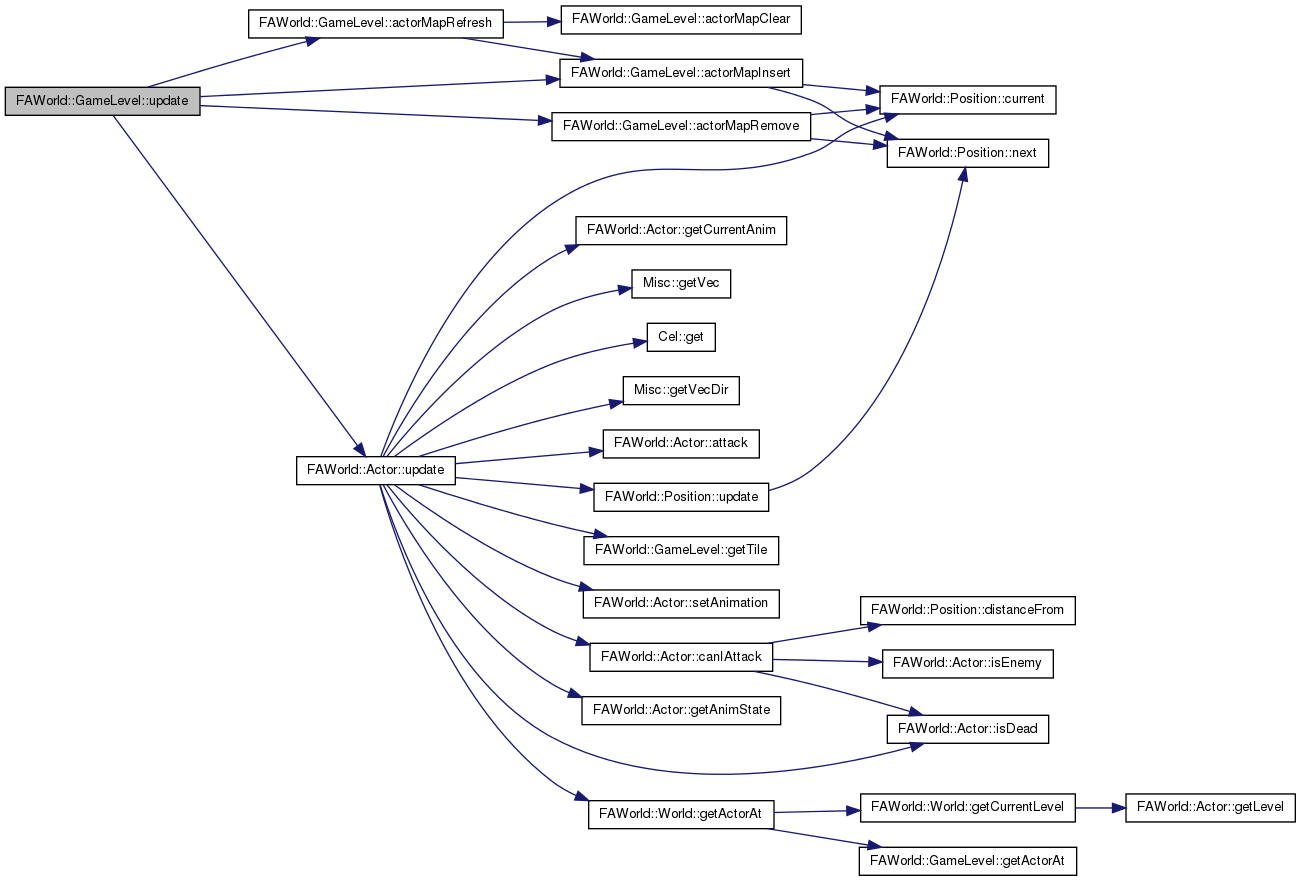 FAWorld::GameLevel::actorMapRefresh
FAWorld::GameLevel::actorMapClear
FAWorld::GameLevel::actorMapInsert
FAWorld::GameLevel::update
FAWorld::Position::current
FAWorld::GameLevel::actorMapRemove
FAWorld::Position::next
FAWorld::Actor::getCurrentAnim
Misc::getVec
Cel::get
Misc::getVecDir
FAWorld::Actor::attack
FAWorld::Actor::update
FAWorld::Position::update
FAWorld::GameLevel::getTile
FAWorld::Actor::setAnimation
FAWorld::Position::distanceFrom
FAWorld::Actor::canIAttack
FAWorld::Actor::isEnemy
FAWorld::Actor::getAnimState
FAWorld::Actor::isDead
FAWorld::World::getActorAt
FAWorld::World::getCurrentLevel
FAWorld::Actor::getLevel
FAWorld::GameLevel::getActorAt